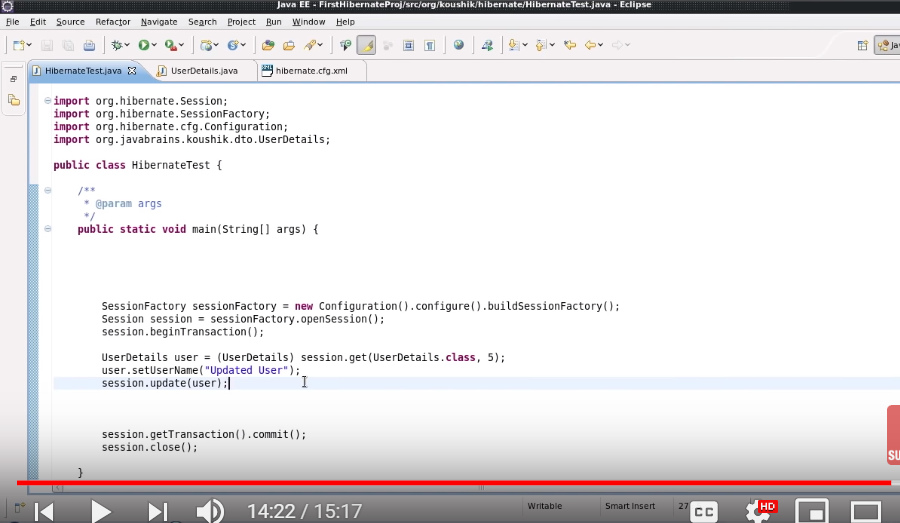 Java EE - FirstHibernateProj/src/org/koushik/hibernate/HibernateTest.java - Eclipse
File Edit Source Refactor Navigate Search Project Run Window Help
HibernateTest.java UserDetails.java hibernate.cfg.xml
import org.hibernate.Session;
import org.hibernate.SessionFactory;
import org.hibernate.cfg.Configuration;
import org.javabrains.koushik.dto.UserDetails;
public class HibernateTest {
/**
* @param args
*/
public static void main(String[] args) {
SessionFactory sessionFactory = new Configuration().configure().buildSessionFactory();
Session session = sessionFactory.openSession();
session.beginTransaction();
UserDetails user = (UserDetails) session.get(UserDetails.class, 5);
user.setUserName("Updated User");
session.update(user);
session.getTransaction().commit();
session.close();
}
14:22 / 15:17 Writable Smart Insert 27 CC HD